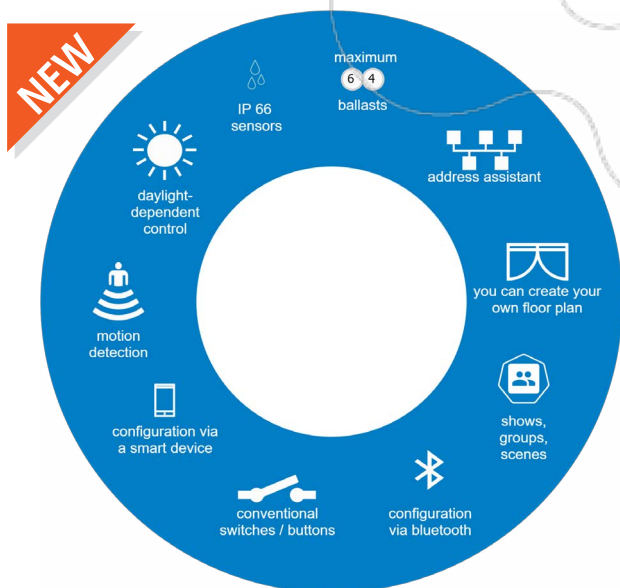 NEW
maximum
6 4
ballasts
address assistant
you can create your
own floor plan
shows,
groups,
scenes
configuration
via bluetooth
conventional
switches / buttons
configuration via
a smart device
motion
detection
daylight-
dependent
control
IP 66
sensors